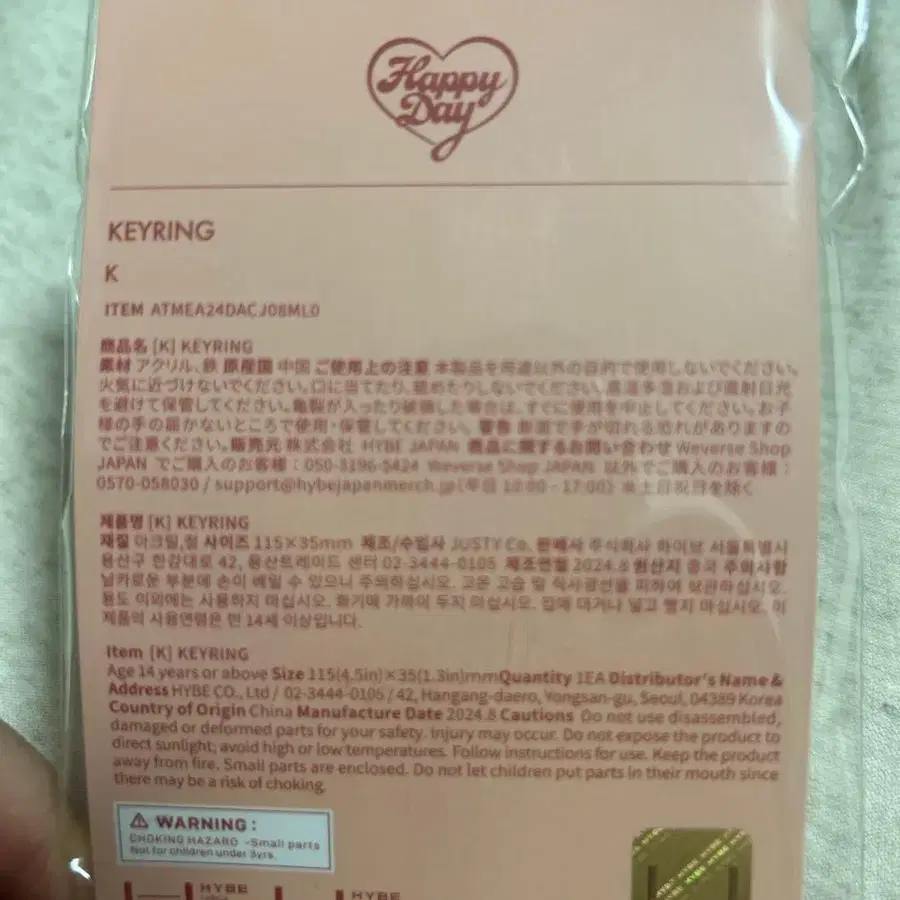 Happy
Day
KEYRING
K
ITEM ATMEA24DACJ08ML0
商品名 [K] KEYRING
素材 アクリル、鉄 原産国 中国 ご使用上の注意 本製品を用途以外の目的で使用しないでください。
火気に近づけないでください。口に当てたり、舐めたりしないでください。高温多湿および直射日光
を避けて保管してください。亀裂が入ったり破損した場合は、すぐに使用を中止してください。お子
様の手の届かないところで使用・保管してください。警告 断面で手が切れる恐れがありますの
でご注意ください。販売元 株式会社 HYBE JAPAN 商品に関するお問い合わせ Weverse Shop
JAPAN でご購入のお客様：050-3196-5424 Weverse Shop JAPAN 以外でご購入のお客様：
0570-058030 / support@hybejapanmerch.jp(平日 10:00 - 17:00) ※土日祝日を除く
제품명 [K] KEYRING
재질 아크릴,철 사이즈 115×35mm 제조/수입사 JUSTY Co. 판매사 주식회사 하이브 서울특별시
용산구 한강대로 42, 용산트레이드 센터 02-3444-0105 제조연월 2024.8 원산지 중국 주의사항
날카로운 부분에 손이 베일 수 있으니 주의하십시오. 고온 고습 및 직사광선을 피하여 보관하십시오.
용도 이외에는 사용하지 마십시오. 화기에 가까이 두지 마십시오. 입에 대거나 넣고 빨지 마십시오. 이
제품의 사용연령은 만 14세 이상입니다.
Item [K] KEYRING
Age 14 years or above Size 115(4.5in)×35(1.3in)mm Quantity 1EA Distributor's Name &
Address HYBE CO., Ltd / 02-3444-0105 / 42, Hangang-daero, Yongsan-gu, Seoul, 04389 Korea
Country of Origin China Manufacture Date 2024.8 Cautions Do not use disassembled,
damaged or deformed parts for your safety. Injury may occur. Do not expose the product to
direct sunlight; avoid high or low temperatures. Follow instructions for use. Keep the product
away from fire. Small parts are enclosed. Do not let children put parts in their mouth since
there may be a risk of choking.
WARNING :
CHOKING HAZARD -Small parts
Not for children under 3yrs.
HYBE
HYBE